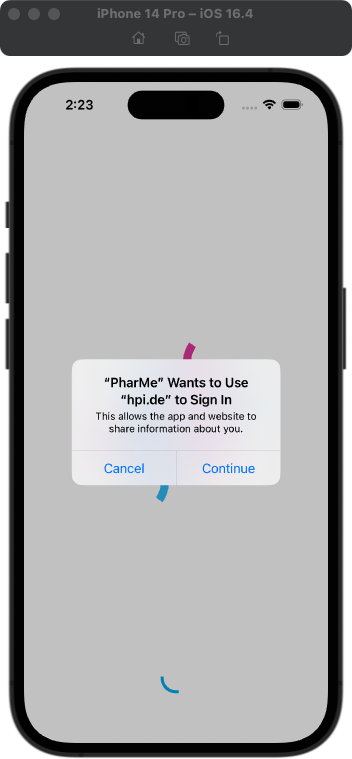 iPhone 14 Pro – iOS 16.4
2:23
“PharMe” Wants to Use
“hpi.de” to Sign In
This allows the app and website to
share information about you.
Cancel
Continue